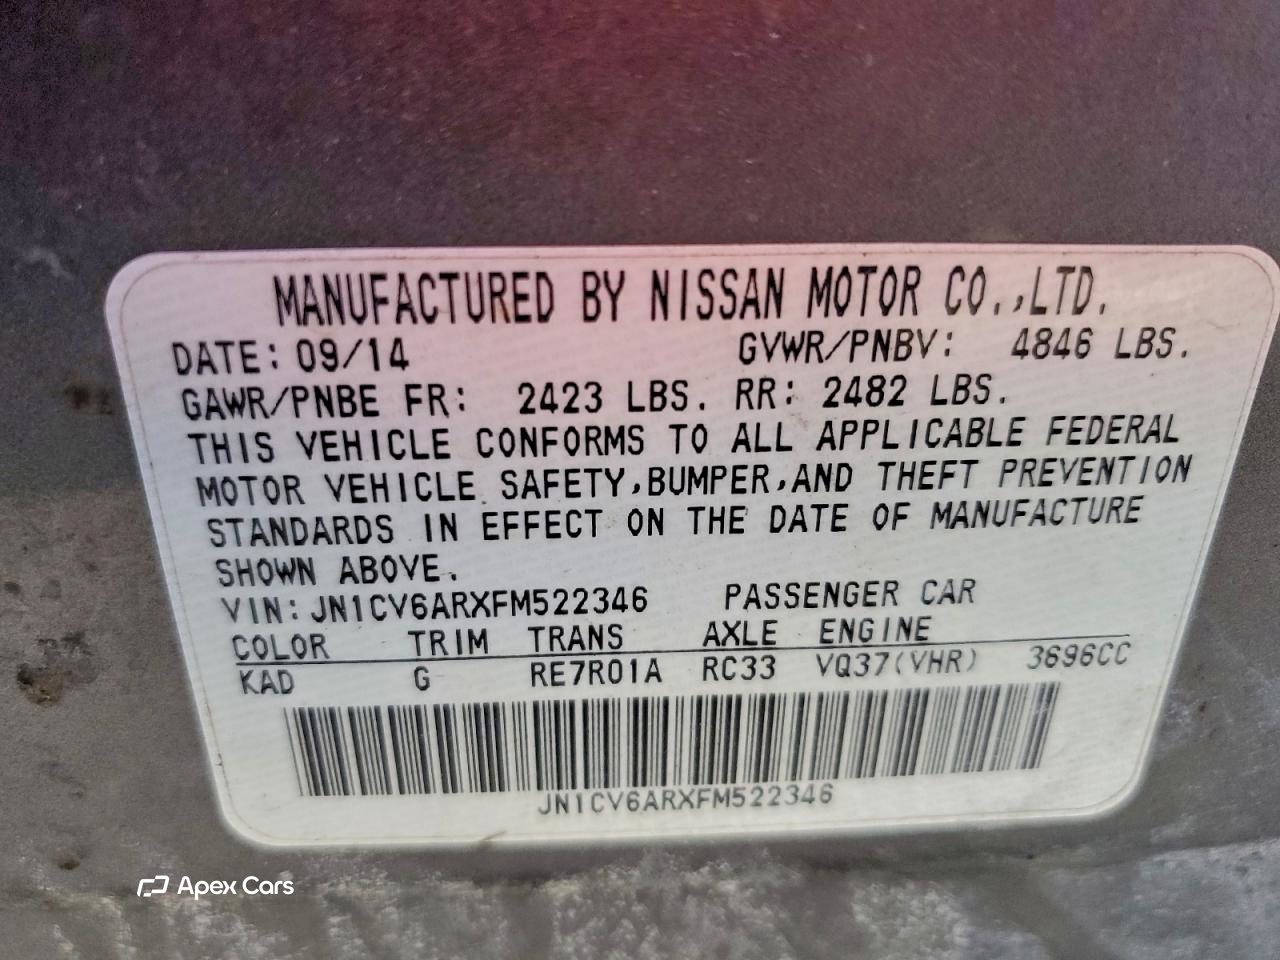 MANUFACTURED BY NISSAN MOTOR CO.,LTD.
DATE: 09/14 GVWR/PNBV: 4846 LBS.
GAWR/PNBE FR: 2423 LBS. RR: 2482 LBS.
THIS VEHICLE CONFORMS TO ALL APPLICABLE FEDERAL
MOTOR VEHICLE SAFETY,BUMPER,AND THEFT PREVENTION
STANDARDS IN EFFECT ON THE DATE OF MANUFACTURE
SHOWN ABOVE.
VIN: JN1CV6ARXFM522346 PASSENGER CAR
COLOR TRIM TRANS AXLE ENGINE
KAD G RE7R01A RC33 VQ37(VHR) 3696CC
JN1CV6ARXFM522346
Apex Cars